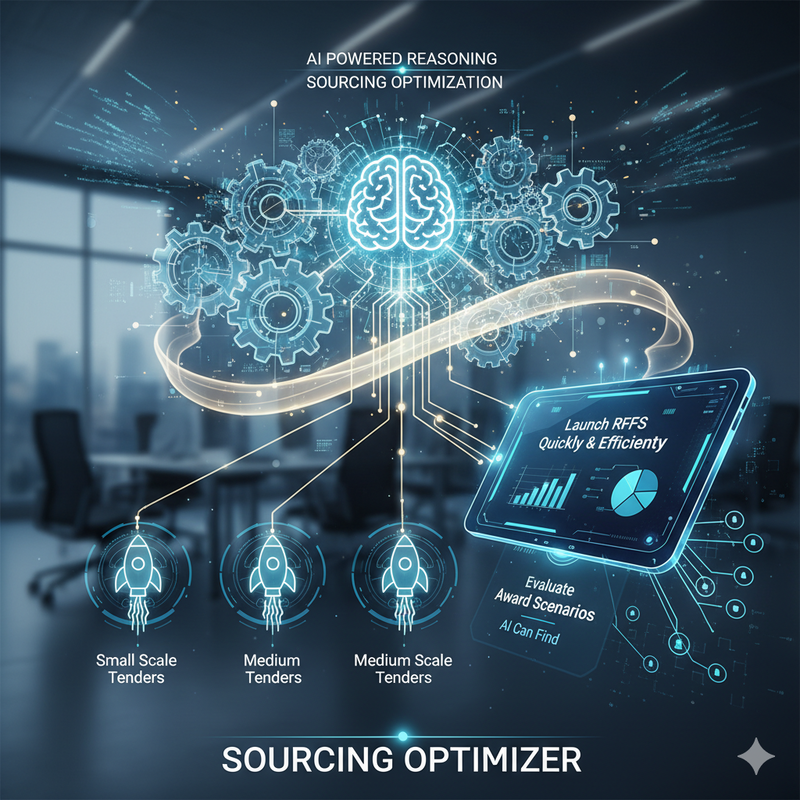 AI POWERED REASONING
SOURCING OPTIMIZATION
Launch RFFS
Quickly & Efficienty
Evaluate
Award Scenarios
AI Can Find
Small Scale
Tenders
Medium
Tenders
Medium Scale
Tenders
SOURCING OPTIMIZER